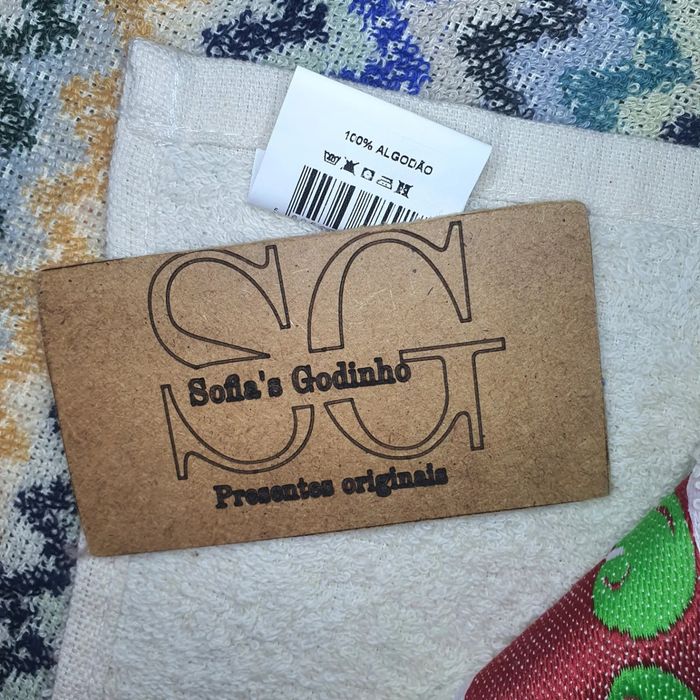 100% ALGODÃO
SG
Sofia's Godinho
Presentes originais